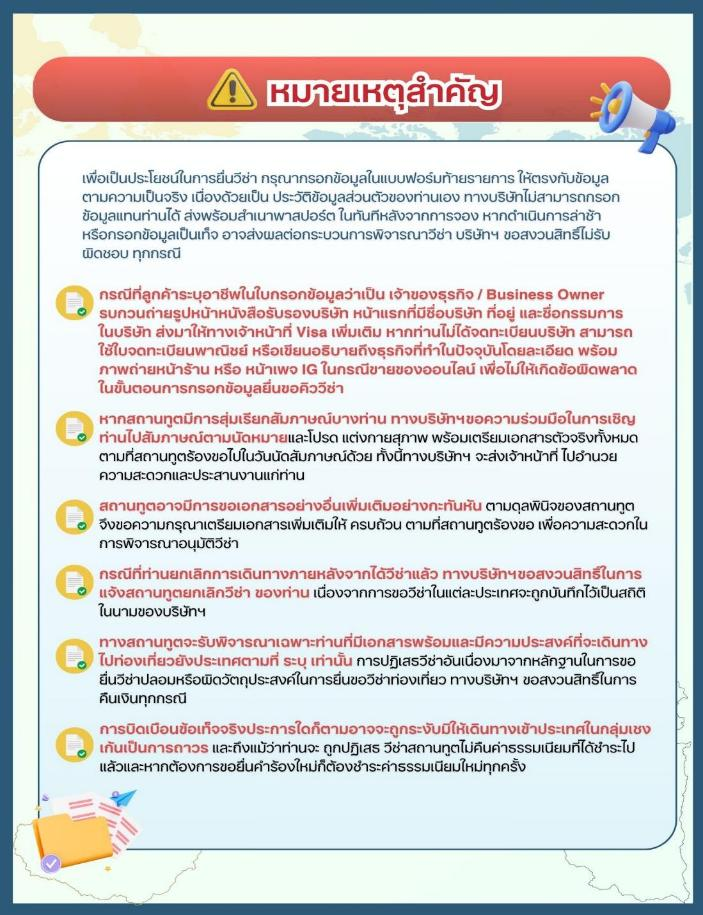 หมายเหตุสำคัญ
เพื่อเป็นประโยชน์ในการยื่นวีซ่า กรุณากรอกข้อมูลในแบบฟอร์มท้ายรายการ ให้ตรงกับข้อมูล
ตามความเป็นจริง เนื่องด้วยเป็น ประวัติข้อมูลส่วนตัวของท่านเอง ทางบริษัทไม่สามารถกรอก
ข้อมูลแทนท่านได้ ส่งพร้อมสำเนาพาสปอร์ต ในทันทีหลังจากการจอง หากดำเนินการล่าช้า
หรือกรอกข้อมูลเป็นเท็จ อาจส่งผลต่อกระบวนการพิจารณาวีซ่า บริษัทฯ ขอสงวนสิทธิ์ไม่รับ
ผิดชอบ ทุกกรณี
กรณีที่ลูกค้าระบุอาชีพในใบกรอกข้อมูลว่าเป็น เจ้าของธุรกิจ / Business Owner
รบกวนถ่ายรูปหน้าหนังสือรับรองบริษัท หน้าแรกที่มีชื่อบริษัท ที่อยู่ และชื่อกรรมการ
ในบริษัท ส่งมาให้ทางเจ้าหน้าที่ Visa เพิ่มเติม หากท่านไม่ได้จดทะเบียนบริษัท สามารถ
ใช้ใบจดทะเบียนพาณิชย์ หรือเขียนอธิบายถึงธุรกิจที่ทำในปัจจุบันโดยละเอียด พร้อม
ภาพถ่ายหน้าร้าน หรือ หน้าเพจ IG ในกรณีขายของออนไลน์ เพื่อไม่ให้เกิดข้อผิดพลาด
ในขั้นตอนการกรอกข้อมูลยื่นขอคิววีซ่า
หากสถานทูตมีการสุ่มเรียกสัมภาษณ์บางท่าน ทางบริษัทฯขอความร่วมมือในการเชิญ
ท่านไปสัมภาษณ์ตามนัดหมายและโปรด แต่งกายสุภาพ พร้อมเตรียมเอกสารตัวจริงทั้งหมด
ตามที่สถานทูตร้องขอไปในวันนัดสัมภาษณ์ด้วย ทั้งนี้ทางบริษัทฯ จะส่งเจ้าหน้าที่ ไปอำนวย
ความสะดวกและประสานงานแก่ท่าน
สถานทูตอาจมีการขอเอกสารอย่างอื่นเพิ่มเติมอย่างกะทันหัน ตามดุลพินิจของสถานทูต
จึงขอความกรุณาเตรียมเอกสารเพิ่มเติมให้ ครบถ้วน ตามที่สถานทูตร้องขอ เพื่อความสะดวกใน
การพิจารณาอนุมัติวีซ่า
กรณีที่ท่านยกเลิกการเดินทางภายหลังจากได้วีซ่าแล้ว ทางบริษัทฯขอสงวนสิทธิ์ในการ
แจ้งสถานทูตยกเลิกวีซ่า ของท่าน เนื่องจากการขอวีซ่าในแต่ละประเทศจะถูกบันทึกไว้เป็นสถิติ
ในนามของบริษัทฯ
ทางสถานทูตจะรับพิจารณาเฉพาะท่านที่มีเอกสารพร้อมและมีความประสงค์ที่จะเดินทาง
ไปท่องเที่ยวยังประเทศตามที่ ระบุ เท่านั้น การปฏิเสธวีซ่าอันเนื่องมาจากหลักฐานในการขอ
ยื่นวีซ่าปลอมหรือผิดวัตถุประสงค์ในการยื่นขอวีซ่าท่องเที่ยว ทางบริษัทฯ ขอสงวนสิทธิ์ในการ
คืนเงินทุกกรณี
การบิดเบือนข้อเท็จจริงประการใดก็ตามอาจจะถูกระงับมิให้เดินทางเข้าประเทศในกลุ่มเชง
เก้นเป็นการถาวร และถึงแม้ว่าท่านจะ ถูกปฏิเสธ วีซ่าสถานทูตไม่คืนค่าธรรมเนียมที่ได้ชำระไป
แล้วและหากต้องการขอยื่นคำร้องใหม่ก็ต้องชำระค่าธรรมเนียมใหม่ทุกครั้ง